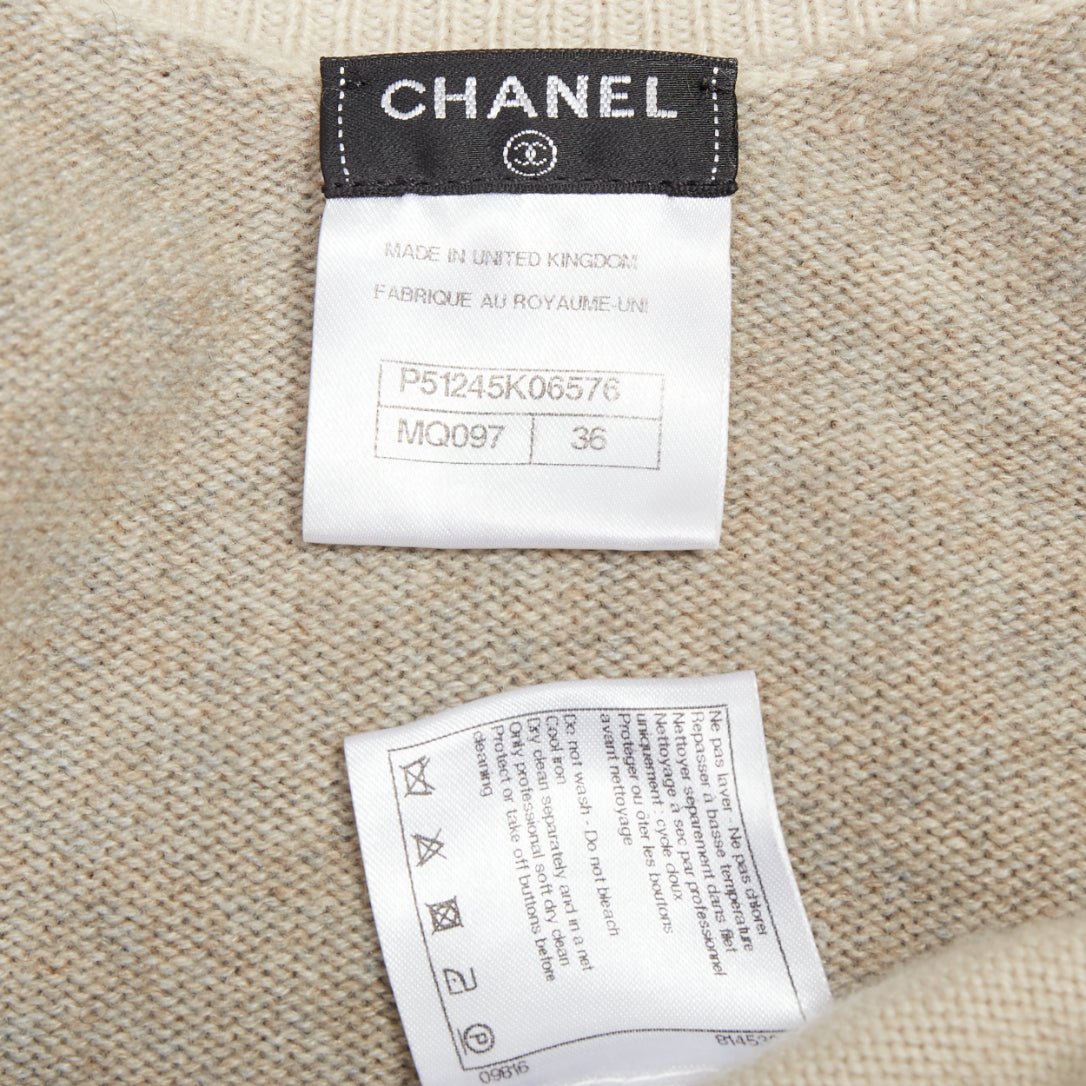 CHANEL
MADE IN UNITED KINGDOM
FABRIQUE AU ROYAUME-UNI
P51245K06576
MQ097 36
Ne pas laver - Ne pas chlorer
Repasser à basse température
Nettoyer séparement dans filet
Nettoyage à sec par professionnel
uniquement : cycle doux
Protéger ou ôter les boutons
avant nettoyage
Do not wash - Do not bleach
Cool iron
Dry clean separately and in a net
Only professional soft dry clean
Protect or take off buttons before
cleaning
P
09B16